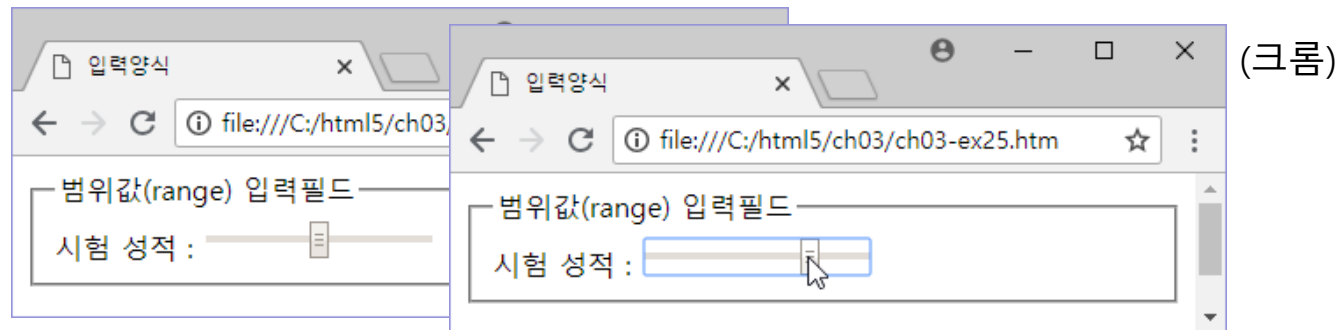 입력양식
file:///C:/html5/ch03/
범위값(range) 입력필드
시험 성적 :
입력양식
file:///C:/html5/ch03/ch03-ex25.htm
범위값(range) 입력필드
시험 성적 :
(크롬)